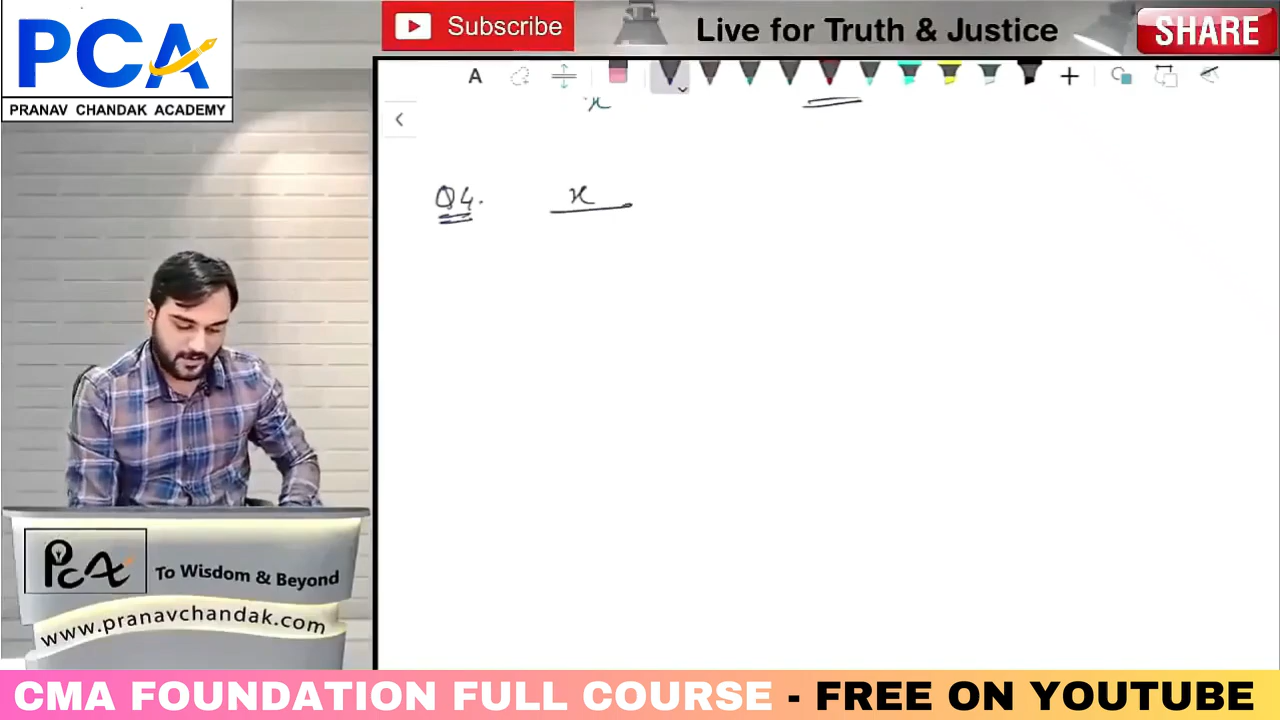 PCA
PRANAV CHANDAK ACADEMY
Subscribe
Live for Truth & Justice
SHARE
A
x
Q4. x
PCA
To Wisdom & Beyond
www.pranavchandak.com
CMA FOUNDATION FULL COURSE - FREE ON YOUTUBE